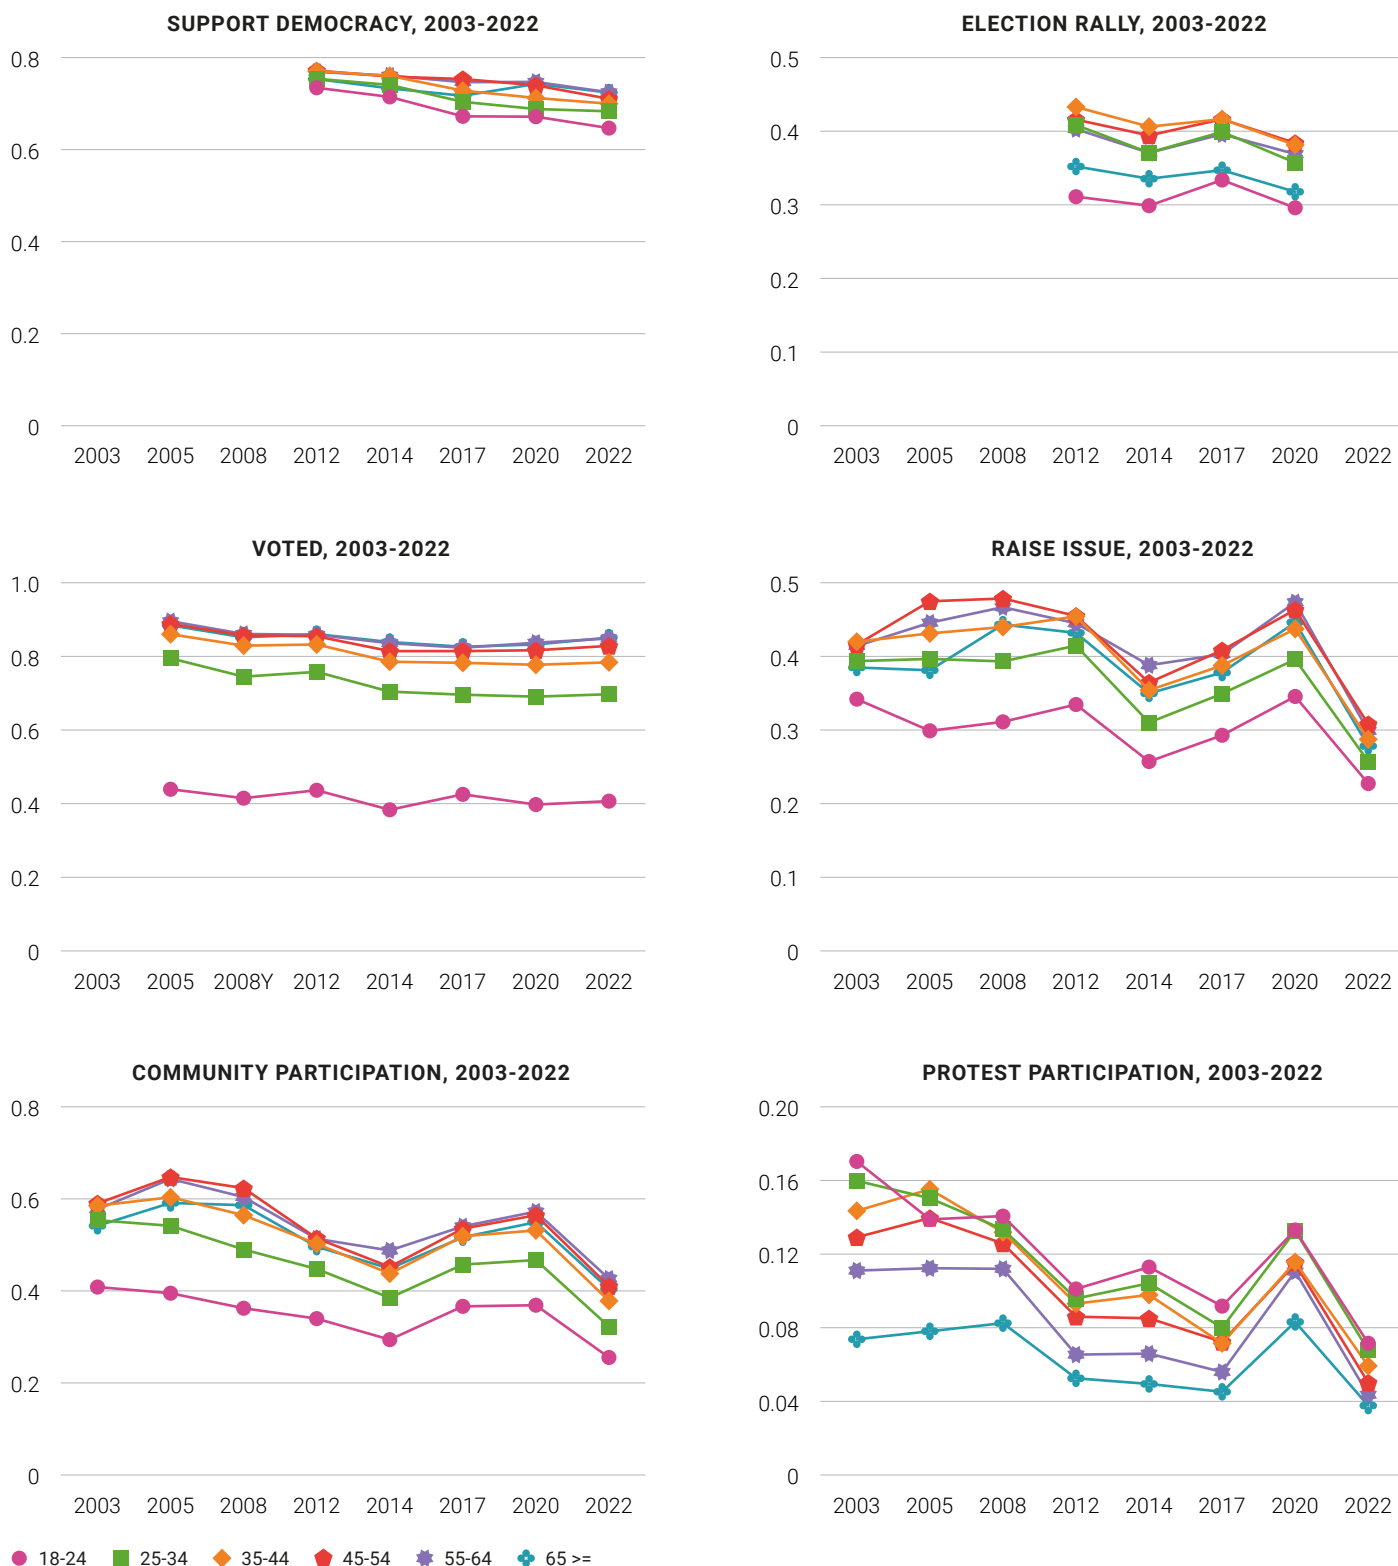 SUPPORT DEMOCRACY, 2003-2022
0.8
0.6
0.4
0.2
0
2003 2005 2008 2012 2014 2017 2020 2022
ELECTION RALLY, 2003-2022
0.5
0.4
0.3
0.2
0.1
0
2003 2005 2008 2012 2014 2017 2020 2022
VOTED, 2003-2022
1.0
0.8
0.6
0.4
0.2
0
2003 2005 2008Y 2012 2014 2017 2020 2022
RAISE ISSUE, 2003-2022
0.5
0.4
0.3
0.2
0.1
0
2003 2005 2008 2012 2014 2017 2020 2022
COMMUNITY PARTICIPATION, 2003-2022
0.8
0.6
0.4
0.2
0
2003 2005 2008 2012 2014 2017 2020 2022
PROTEST PARTICIPATION, 2003-2022
0.20
0.16
0.12
0.08
0.04
0
2003 2005 2008 2012 2014 2017 2020 2022
18-24 25-34 35-44 45-54 55-64 65 >=